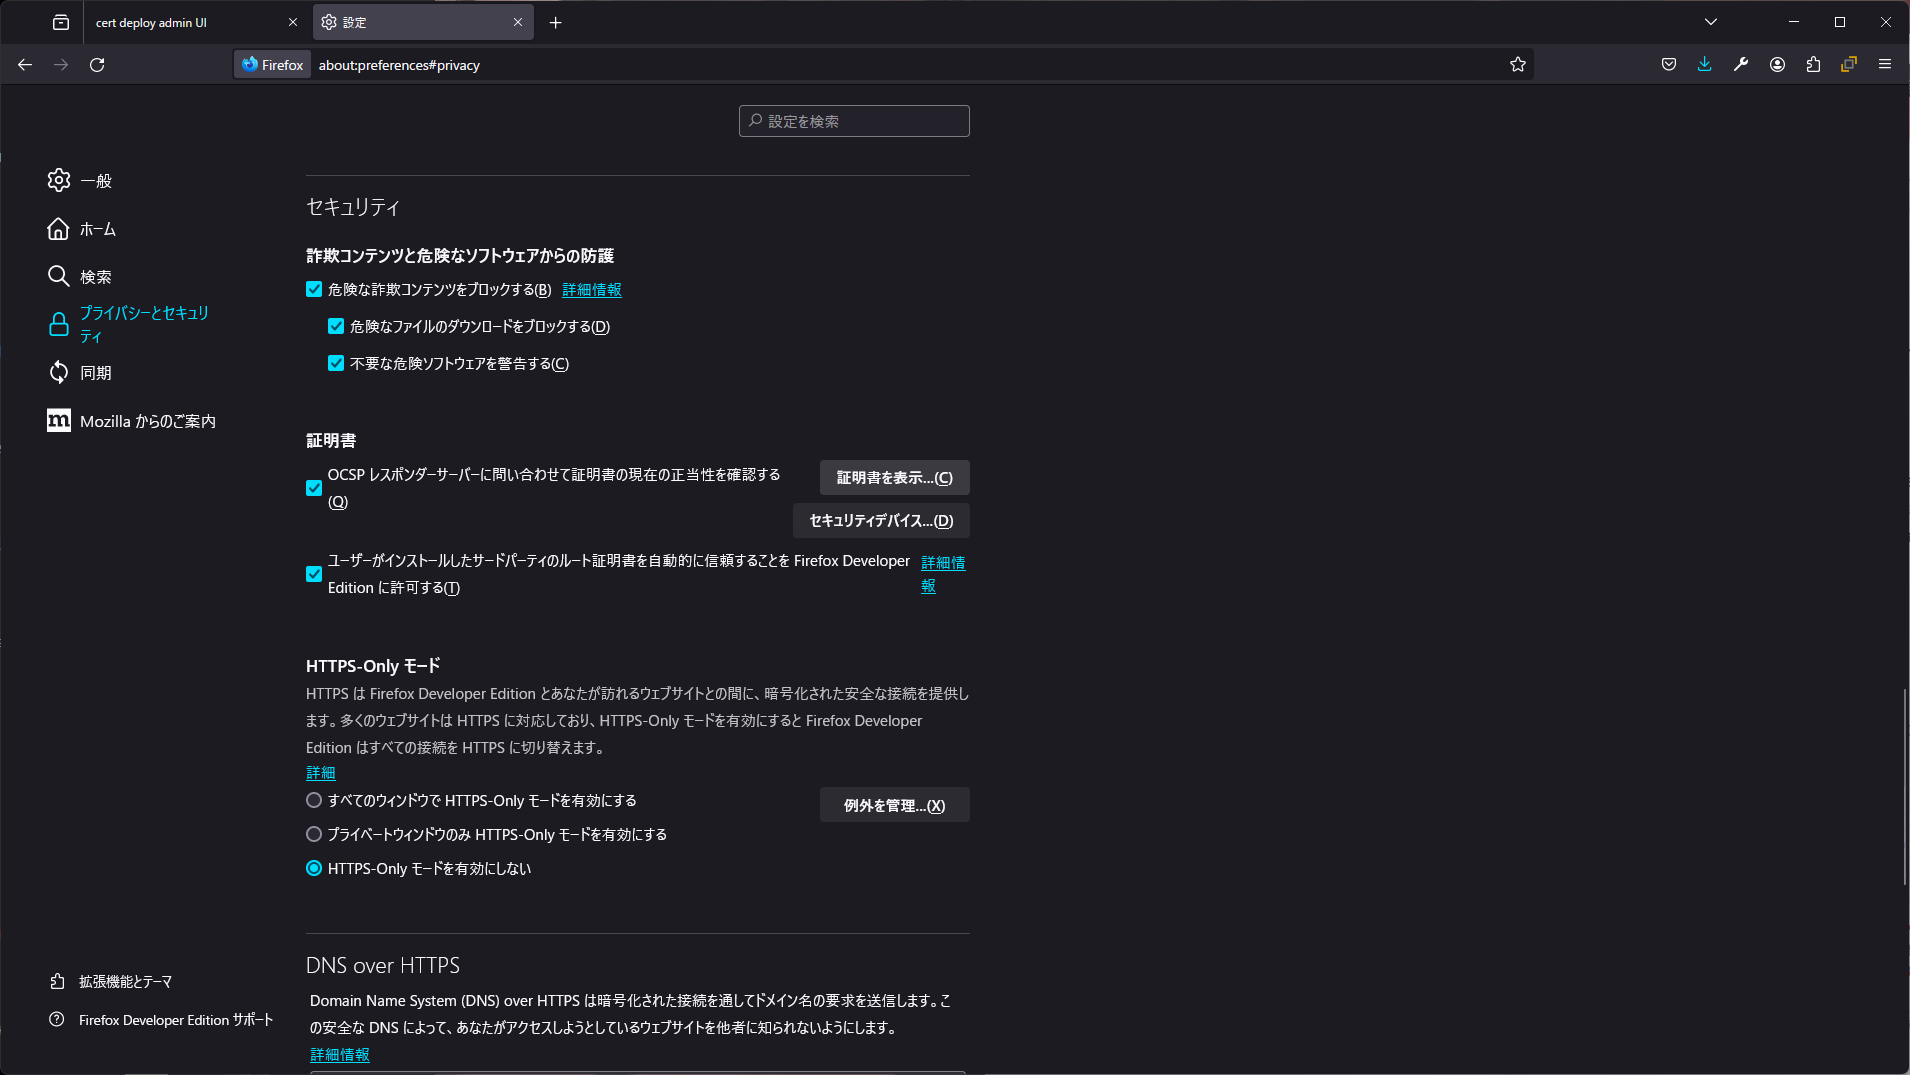 cert deploy admin UI
設定
Firefox
about:preferences#privacy
設定を検索
一般
ホーム
検索
プライバシーとセキュリ
ティ
同期
Mozilla からのご案内
拡張機能とテーマ
Firefox Developer Edition サポート
セキュリティ
詐欺コンテンツと危険なソフトウェアからの防護
危険な詐欺コンテンツをブロックする(B) 詳細情報
危険なファイルのダウンロードをブロックする(D)
不要な危険ソフトウェアを警告する(C)
証明書
OCSP レスポンダーサーバーに問い合わせて証明書の現在の正当性を確認する
(Q)
証明書を表示...(C)
セキュリティデバイス...(D)
ユーザーがインストールしたサードパーティのルート証明書を自動的に信頼することを Firefox Developer
Edition に許可する(T)
詳細情
報
HTTPS-Only モード
HTTPS は Firefox Developer Edition とあなたが訪れるウェブサイトとの間に、暗号化された安全な接続を提供し
ます。多くのウェブサイトは HTTPS に対応しており、HTTPS-Only モードを有効にすると Firefox Developer
Edition はすべての接続を HTTPS に切り替えます。
詳細
すべてのウィンドウで HTTPS-Only モードを有効にする
例外を管理...(X)
プライベートウィンドウのみ HTTPS-Only モードを有効にする
HTTPS-Only モードを有効にしない
DNS over HTTPS
Domain Name System (DNS) over HTTPS は暗号化された接続を通してドメイン名の要求を送信します。こ
の安全な DNS によって、あなたがアクセスしようとしているウェブサイトを他者に知られないようにします。
詳細情報